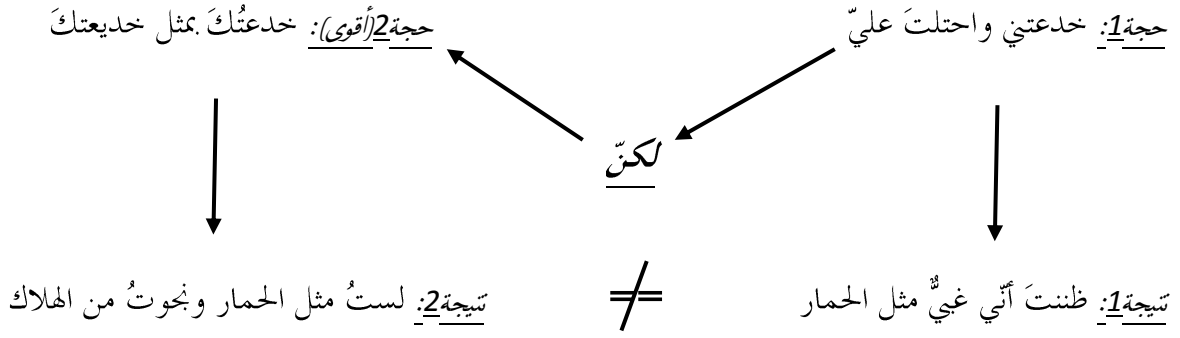 حجة1: خدعتني واحتلتَ عليّ
حجة2(أقوى): خدعتُكَ بمثل خديعتكَ
لكنّ
نتيجة1: ظننتَ أنّي غبيٌّ مثل الحمار
≠
نتيجة2: لستُ مثل الحمار ونجوتُ من الهلاك